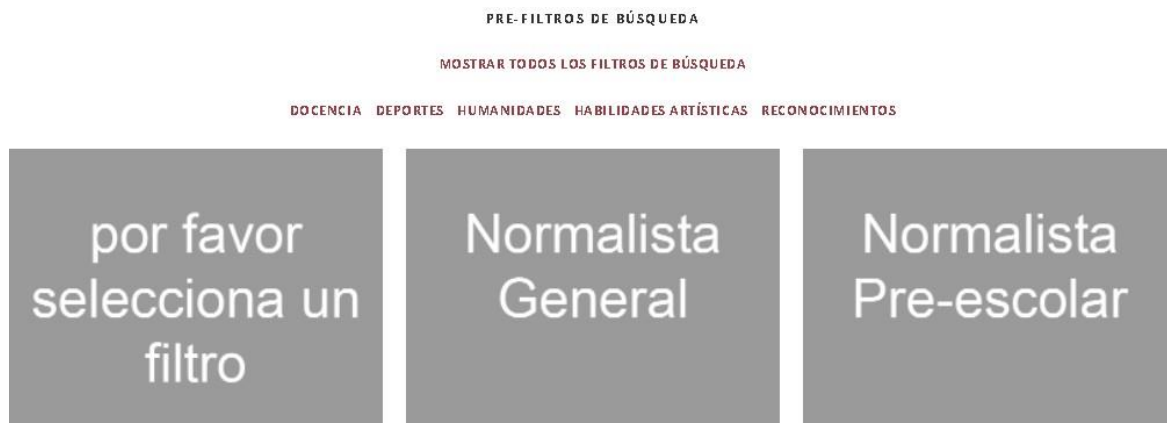 PRE-FILTROS DE BÚSQUEDA
MOSTRAR TODOS LOS FILTROS DE BÚSQUEDA
DOCENCIA DEPORTES HUMANIDADES HABILIDADES ARTÍSTICAS RECONOCIMIENTOS
por favor
selecciona un
filtro
Normalista
General
Normalista
Pre-escolar